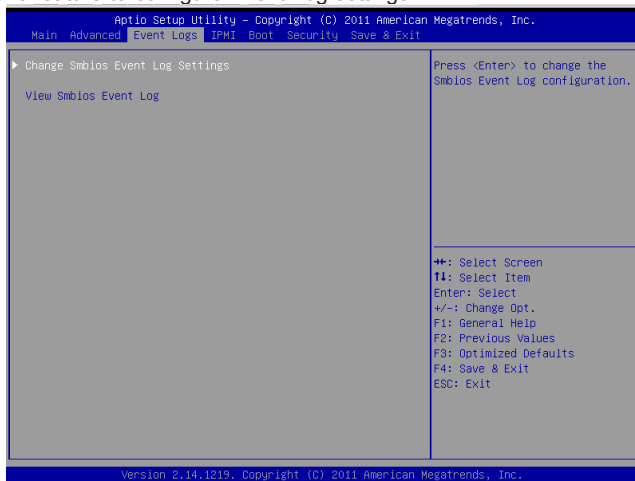 Aptio Setup Utility – Copyright (C) 2011 American Megatrends, Inc.
Main Advanced Event Logs IPMI Boot Security Save & Exit
▶ Change Smbios Event Log Settings
View Smbios Event Log
Press <Enter> to change the
Smbios Event Log configuration.
→←: Select Screen
↑↓: Select Item
Enter: Select
+/-: Change Opt.
F1: General Help
F2: Previous Values
F3: Optimized Defaults
F4: Save & Exit
ESC: Exit
Version 2.14.1219. Copyright (C) 2011 American Megatrends, Inc.